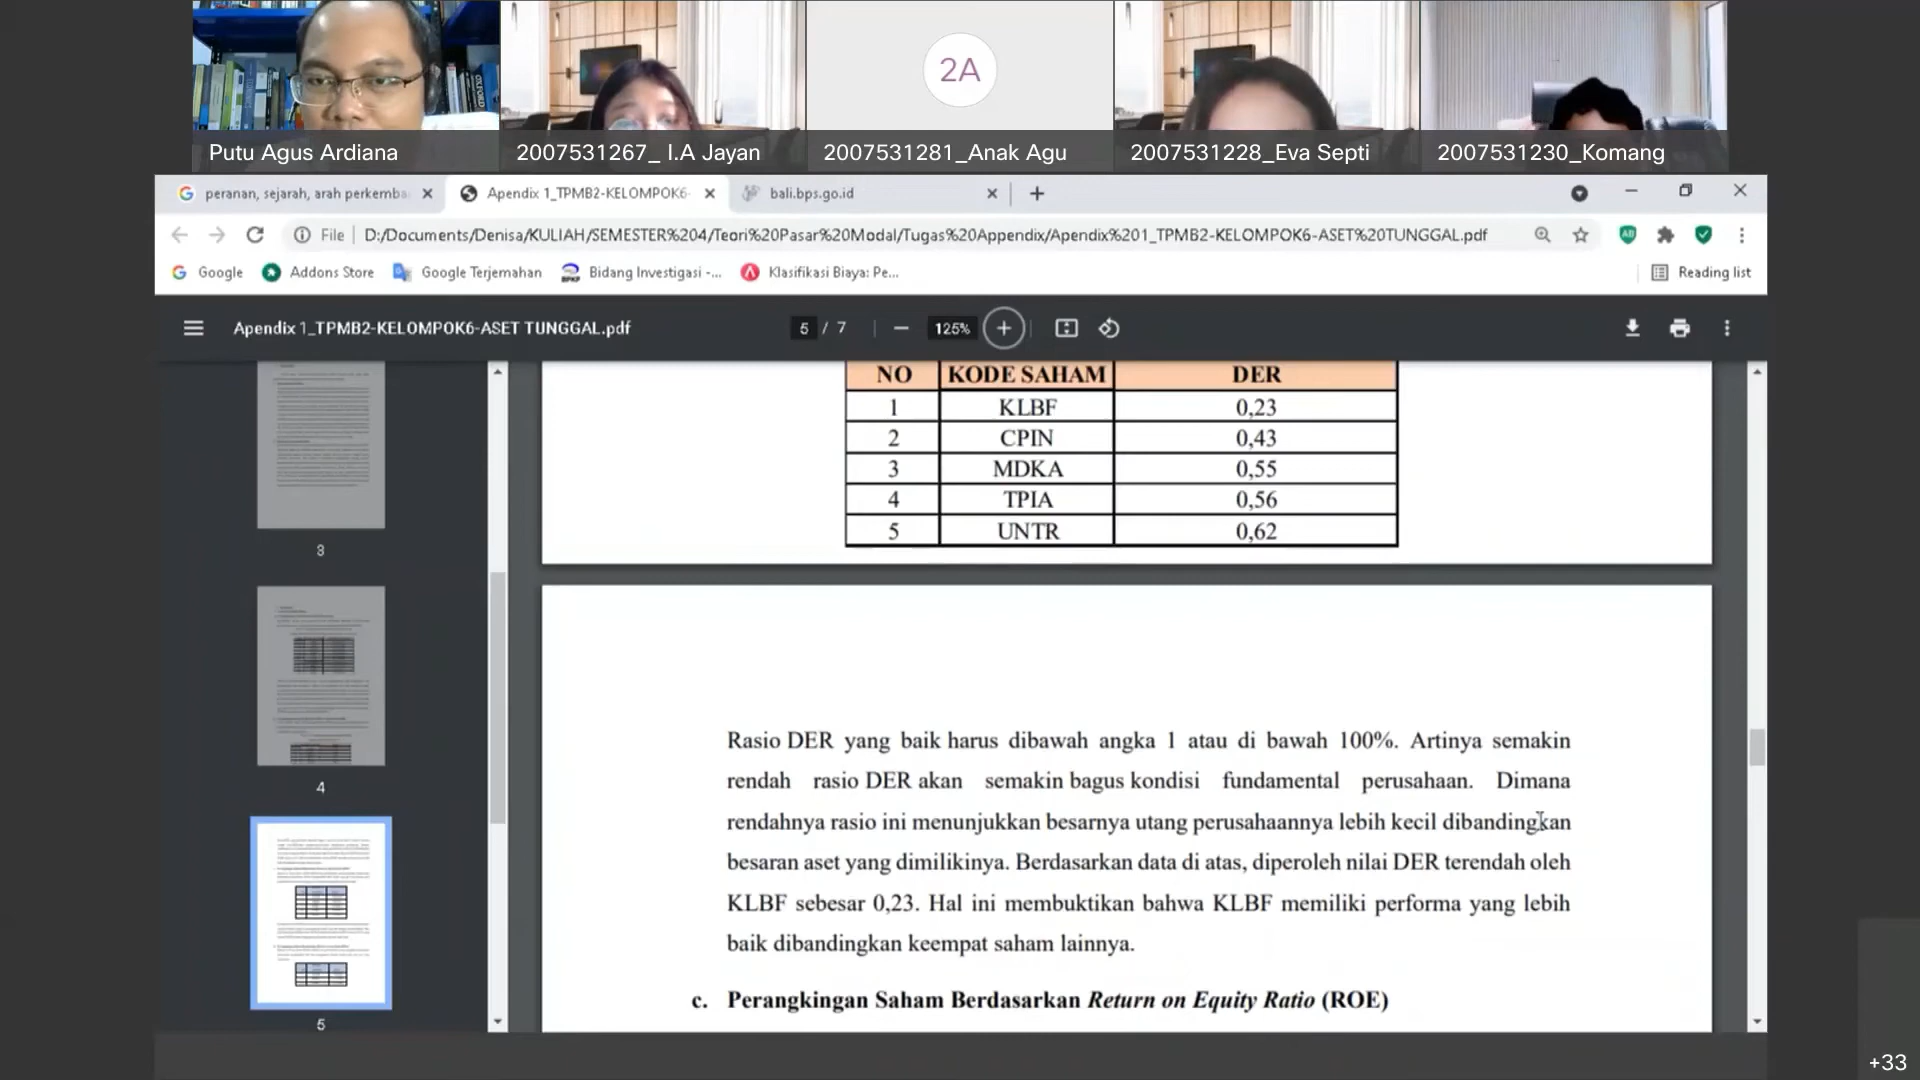 2A
Putu Agus Ardiana
2007531267_ I.A Jayan
2007531281_Anak Agu
2007531228_Eva Septi
2007531230_Komang
peranan, sejarah, arah perkemba
Apendix 1_TPMB2-KELOMPOK6-
bali.bps.go.id
File
D:/Documents/Denisa/KULIAH/SEMESTER%204/Teori%20Pasar%20Modal/Tugas%20Appendix/Apendix%201_TPMB2-KELOMPOK6-ASET%20TUNGGAL.pdf
Google
Addons Store
Google Terjemahan
Bidang Investigasi -...
Klasifikasi Biaya: Pe...
Reading list
Apendix 1_TPMB2-KELOMPOK6-ASET TUNGGAL.pdf
5 / 7
125%
3
4
5
NO KODE SAHAM DER
1 KLBF 0,23
2 CPIN 0,43
3 MDKA 0,55
4 TPIA 0,56
5 UNTR 0,62
Rasio DER yang baik harus dibawah angka 1 atau di bawah 100%. Artinya semakin
rendah rasio DER akan semakin bagus kondisi fundamental perusahaan. Dimana
rendahnya rasio ini menunjukkan besarnya utang perusahaannya lebih kecil dibandingkan
besaran aset yang dimilikinya. Berdasarkan data di atas, diperoleh nilai DER terendah oleh
KLBF sebesar 0,23. Hal ini membuktikan bahwa KLBF memiliki performa yang lebih
baik dibandingkan keempat saham lainnya.
c. Perangkingan Saham Berdasarkan Return on Equity Ratio (ROE)
+33